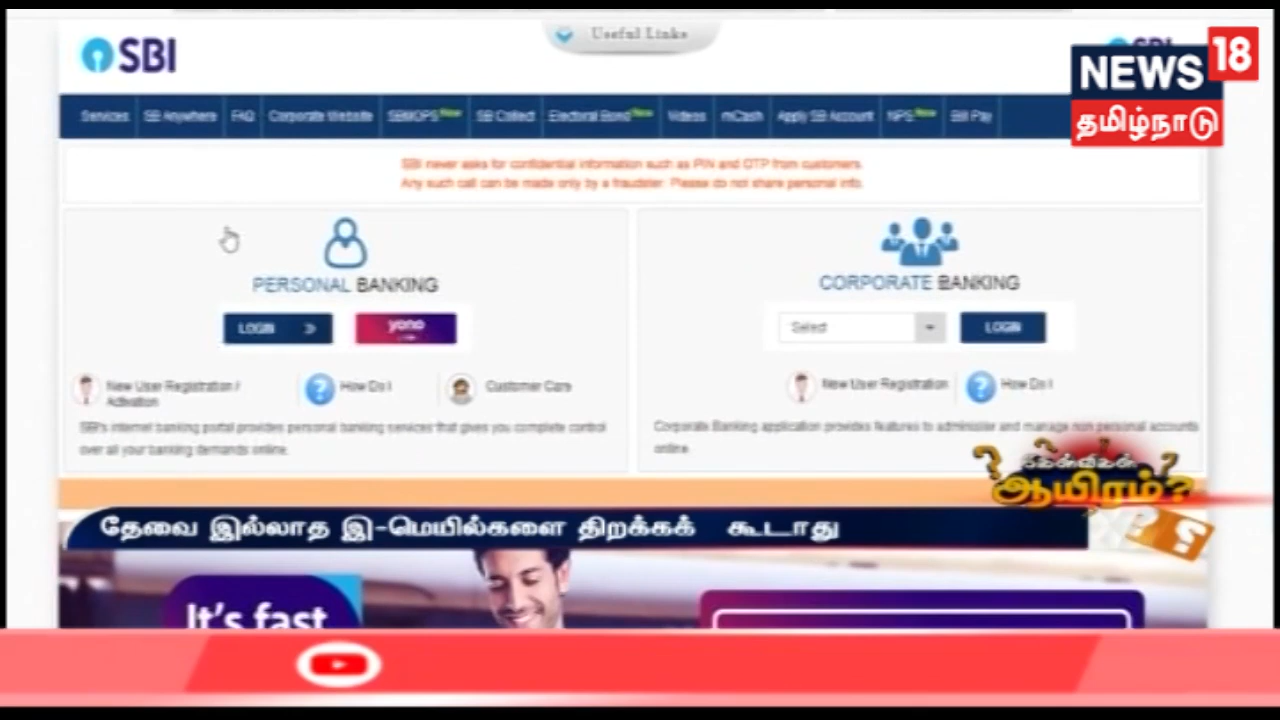 Useful Links
SBI
NEWS 18
தமிழ்நாடு
Services SB Anywhere FAQ Corporate Website SBMOPS New SB Collect Electoral Bond New Videos mCash Apply SB Account NPS New Bill Pay
SBI never asks for confidential information such as PIN and OTP from customers.
Any such call can be made only by a fraudster. Please do not share personal info.
PERSONAL BANKING
LOGIN
yono
New User Registration /
Activation
How Do I
Customer Care
SBI's internet banking portal provides personal banking services that gives you complete control
over all your banking demands online.
CORPORATE BANKING
Select
LOGIN
New User Registration
How Do I
Corporate Banking application provides features to administer and manage non personal accounts
online.
கேள்விகள்
ஆயிரம்?
தேவை இல்லாத இ-மெயில்களை திறக்கக் கூடாது
It's fast